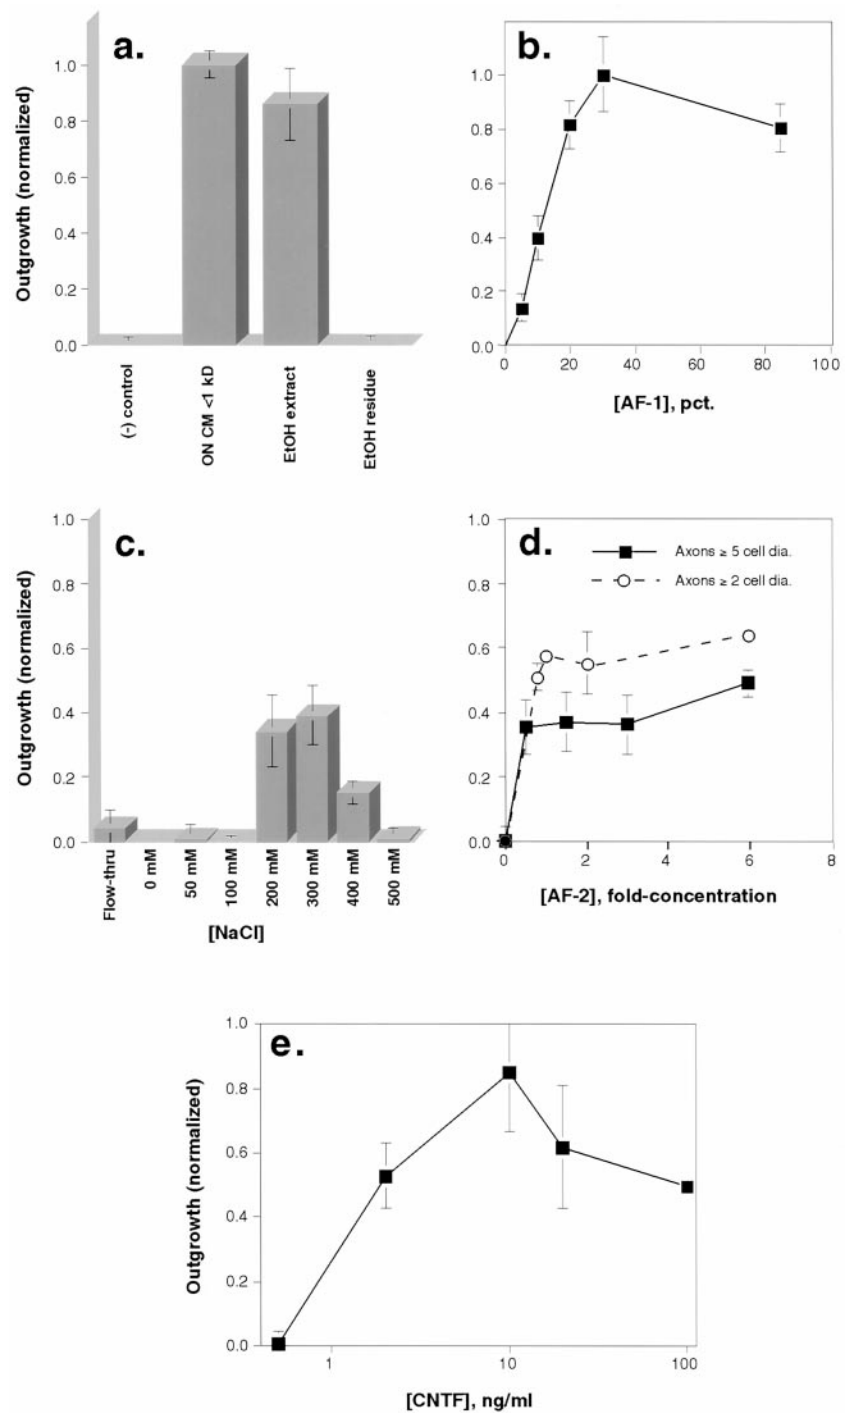 a.
Outgrowth (normalized)
1.0
0.8
0.6
0.4
0.2
0.0
(-) control
ON CM <1 kD
EtOH extract
EtOH residue
b.
1.0
0.8
0.6
0.4
0.2
0.0
0 20 40 60 80 100
[AF-1], pct.
c.
Outgrowth (normalized)
1.0
0.8
0.6
0.4
0.2
0.0
Flow-thru
0 mM
50 mM
100 mM
200 mM
300 mM
400 mM
500 mM
[NaCl]
d.
Axons ≥ 5 cell dia.
Axons ≥ 2 cell dia.
1.0
0.8
0.6
0.4
0.2
0.0
0 2 4 6 8
[AF-2], fold-concentration
e.
Outgrowth (normalized)
1.0
0.8
0.6
0.4
0.2
0.0
1 10 100
[CNTF], ng/ml